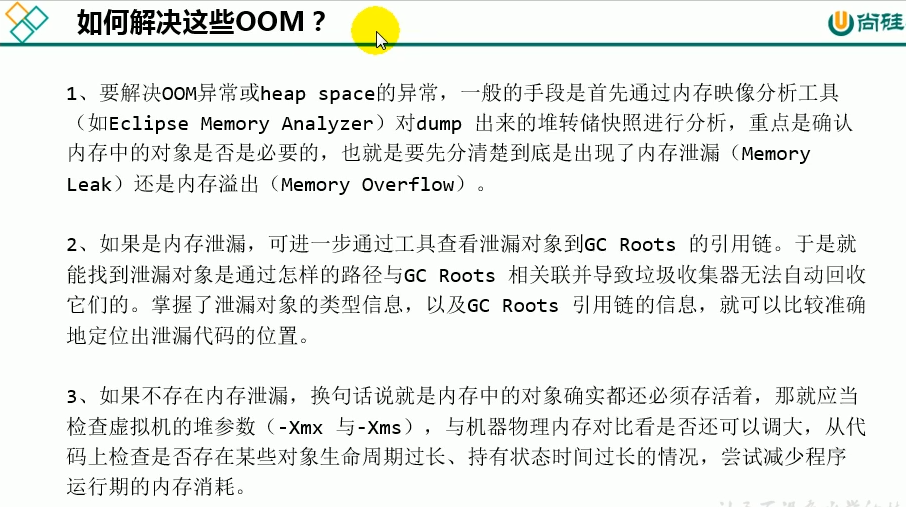 如何解决这些OOM？
尚硅
1、要解决OOM异常或heap space的异常，一般的手段是首先通过内存映像分析工具
（如Eclipse Memory Analyzer）对dump 出来的堆转储快照进行分析，重点是确认
内存中的对象是否是必要的，也就是要先分清楚到底是出现了内存泄漏（Memory
Leak）还是内存溢出（Memory Overflow）。
2、如果是内存泄漏，可进一步通过工具查看泄漏对象到GC Roots 的引用链。于是就
能找到泄漏对象是通过怎样的路径与GC Roots 相关联并导致垃圾收集器无法自动回收
它们的。掌握了泄漏对象的类型信息，以及GC Roots 引用链的信息，就可以比较准确
地定位出泄漏代码的位置。
3、如果不存在内存泄漏，换句话说就是内存中的对象确实都还必须存活着，那就应当
检查虚拟机的堆参数（-Xmx 与-Xms），与机器物理内存对比看是否还可以调大，从代
码上检查是否存在某些对象生命周期过长、持有状态时间过长的情况，尝试减少程序
运行期的内存消耗。